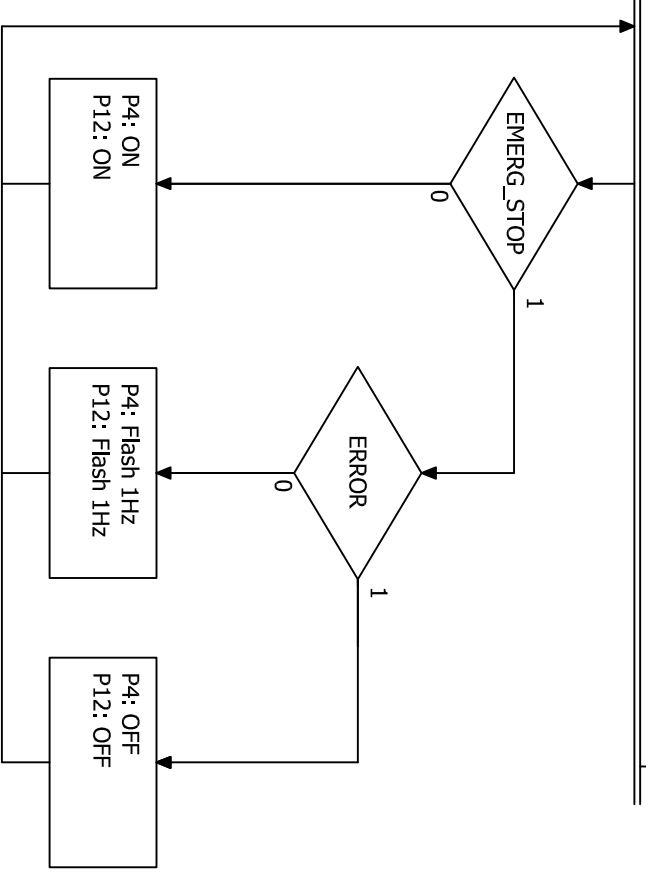 EMERG_STOP
0
1
P4: ON
P12: ON
ERROR
0
1
P4: Flash 1Hz
P12: Flash 1Hz
P4: OFF
P12: OFF